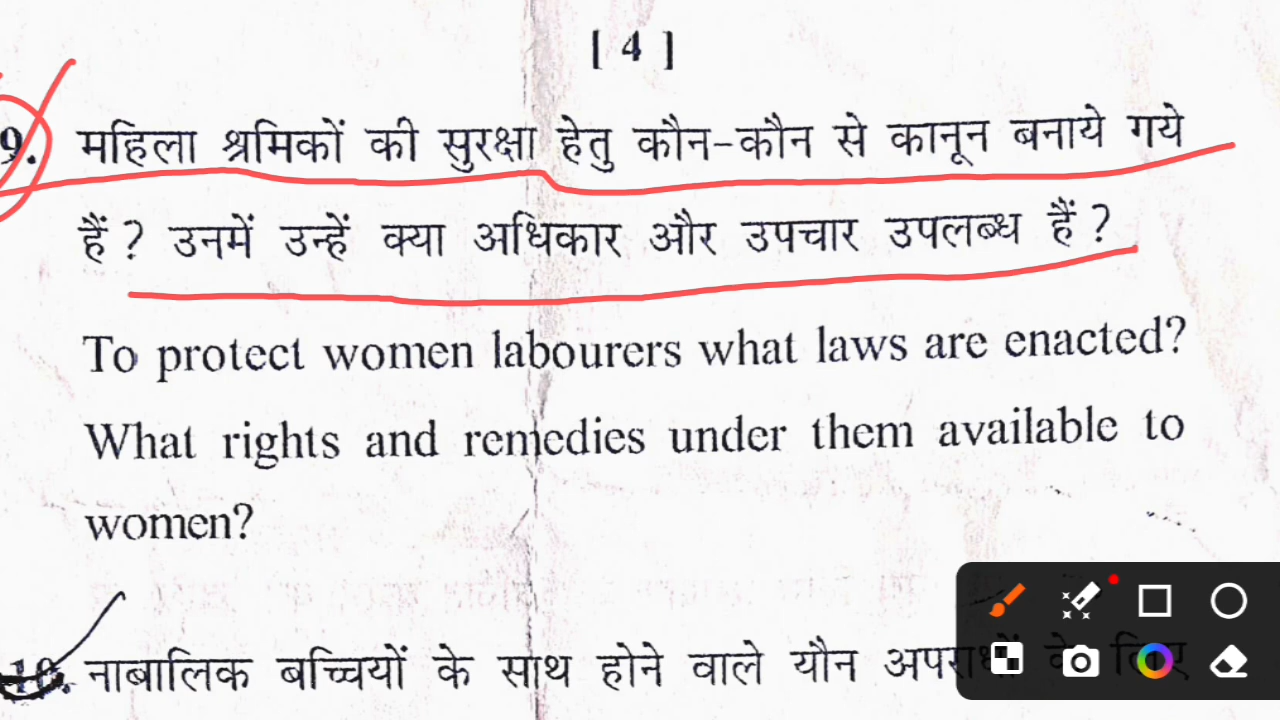 [ 4 ]
9. महिला श्रमिकों की सुरक्षा हेतु कौन-कौन से कानून बनाये गये
हैं ? उनमें उन्हें क्या अधिकार और उपचार उपलब्ध हैं ?
To protect women labourers what laws are enacted?
What rights and remedies under them available to
women?
10. नाबालिक बच्चियों के साथ होने वाले यौन अपराधों के लिए